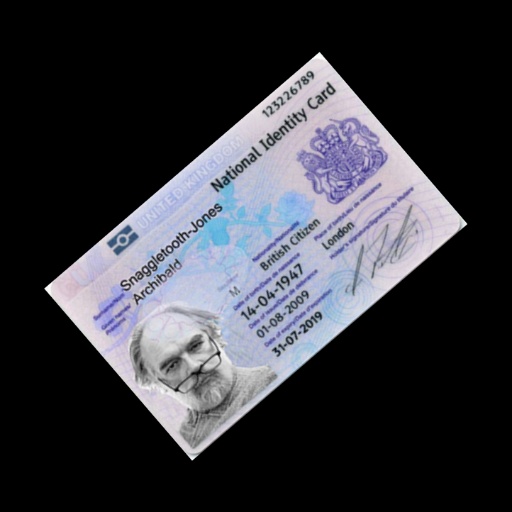 UNITED KINGDOM
123226789
National Identity Card
Snaggletooth-Jones
Archibald
M
British Citizen
14-04-1947
London
01-08-2009
31-07-2019